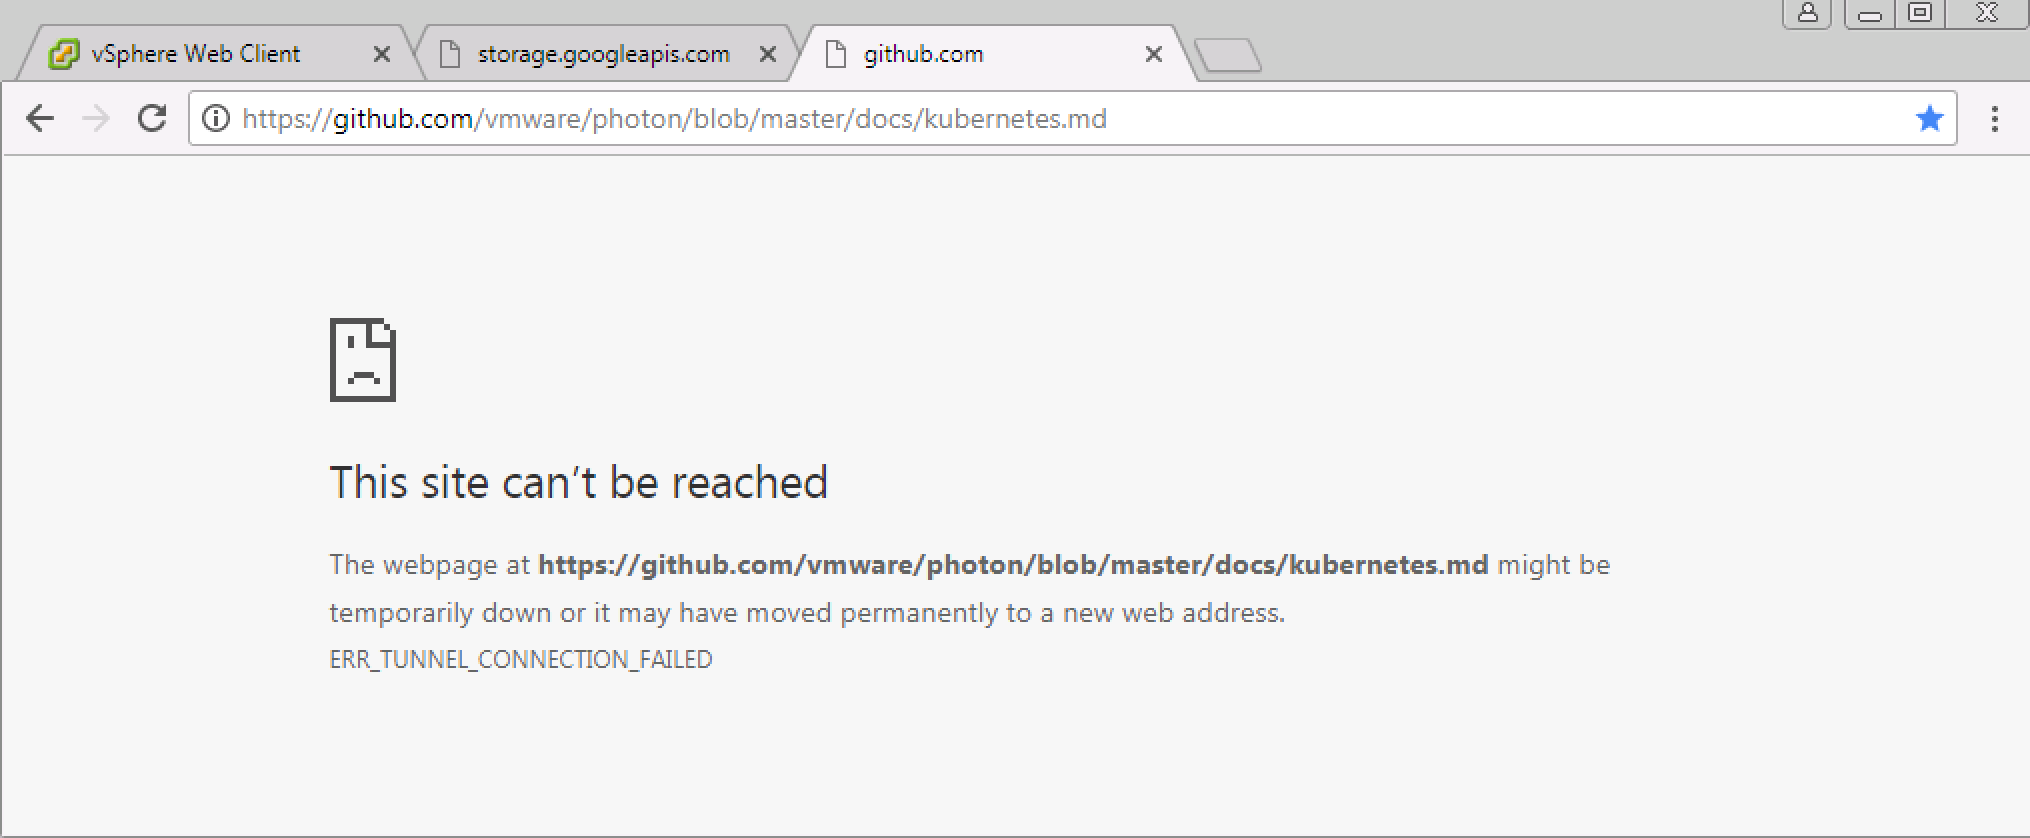 vSphere Web Client
storage.googleapis.com
github.com
https://github.com/vmware/photon/blob/master/docs/kubernetes.md
This site can’t be reached
The webpage at https://github.com/vmware/photon/blob/master/docs/kubernetes.md might be
temporarily down or it may have moved permanently to a new web address.
ERR_TUNNEL_CONNECTION_FAILED